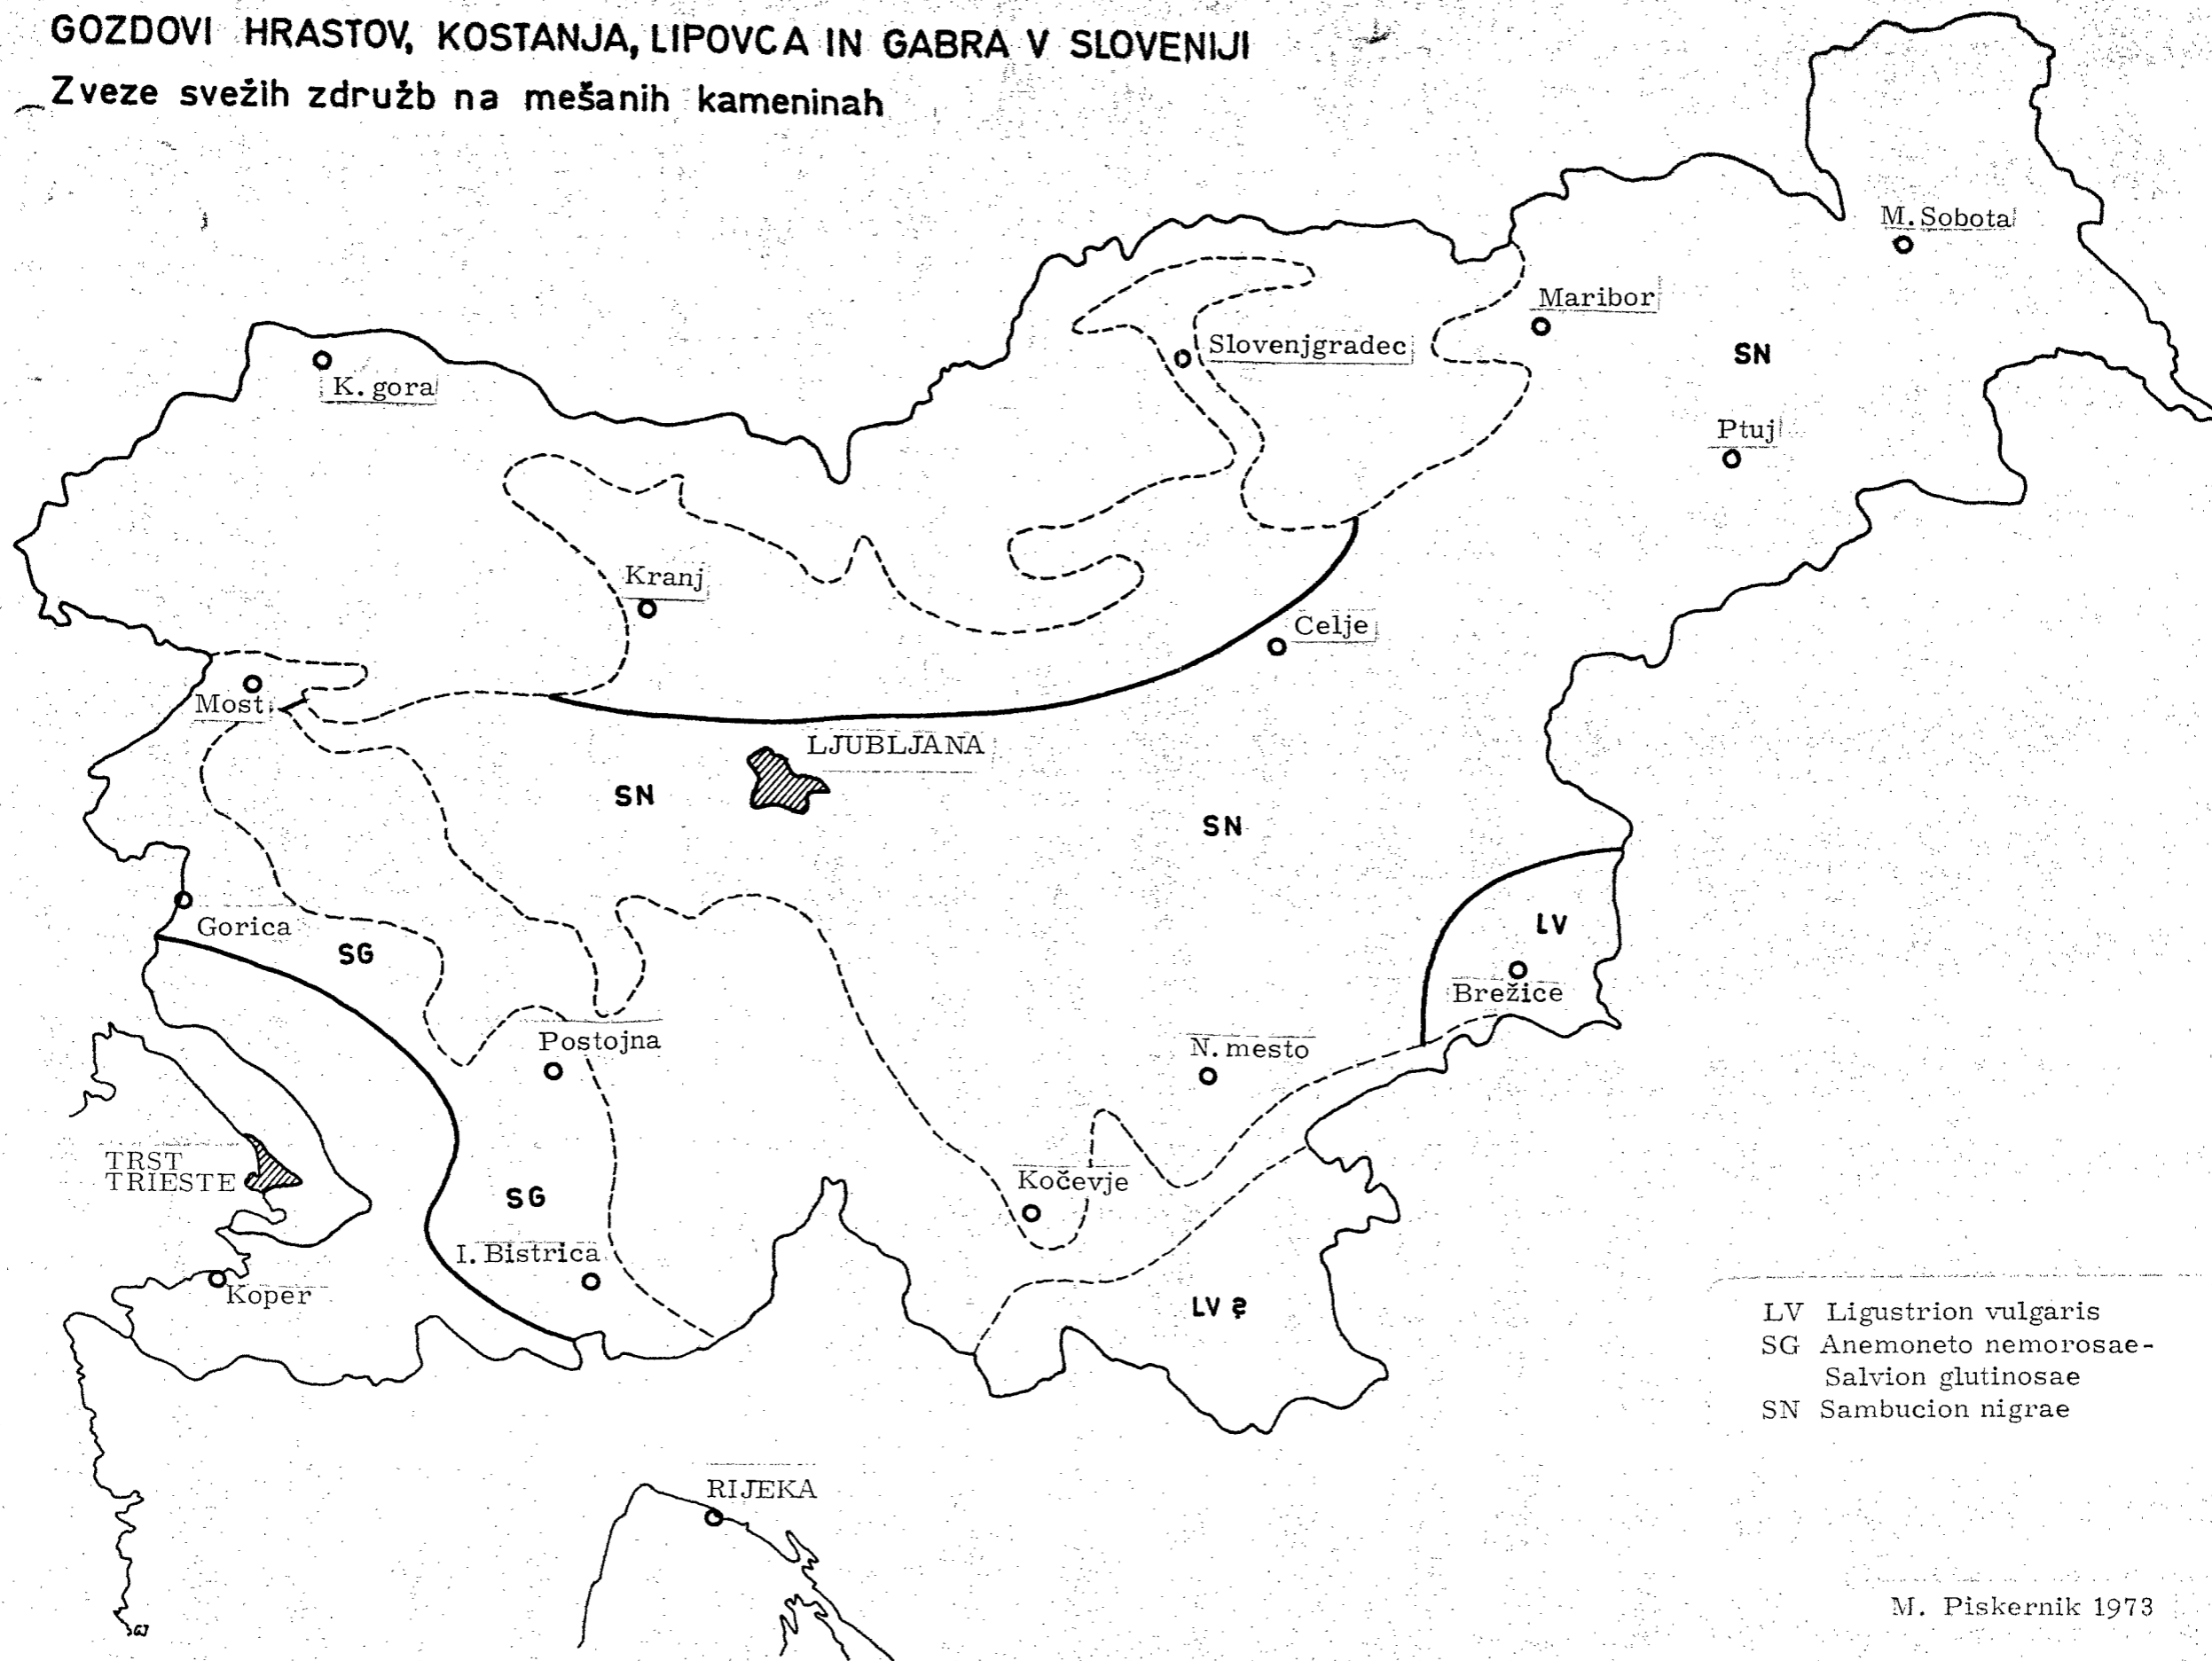 GOZDOVI HRASTOV, KOSTANJA, LIPOVCA IN GABRA V SLOVENIJI
Zveze svežih združb na mešanih kameninah
M. Sobota
Maribor
Slovenjgradec
SN
K. gora
Ptuj
Kranj
Celje
Most
LJUBLJANA
SN
SN
LV
Gorica
SG
Brežice
Postojna
N. mesto
TRST
TRIESTE
Kočevje
SG
I. Bistrica
Koper
LV ?
LV Ligustrion vulgaris
SG Anemoneto nemorosae-
Salvion glutinosae
SN Sambucion nigrae
RIJEKA
M. Piskernik 1973